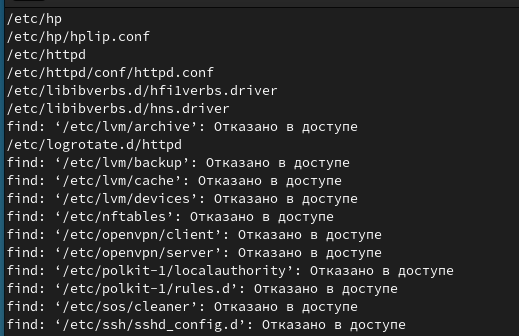 /etc/hp
/etc/hp/hplip.conf
/etc/httpd
/etc/httpd/conf/httpd.conf
/etc/libibverbs.d/hfi1verbs.driver
/etc/libibverbs.d/hns.driver
find: ‘/etc/lvm/archive’: Отказано в доступе
/etc/logrotate.d/httpd
find: ‘/etc/lvm/backup’: Отказано в доступе
find: ‘/etc/lvm/cache’: Отказано в доступе
find: ‘/etc/lvm/devices’: Отказано в доступе
find: ‘/etc/nftables’: Отказано в доступе
find: ‘/etc/openvpn/client’: Отказано в доступе
find: ‘/etc/openvpn/server’: Отказано в доступе
find: ‘/etc/polkit-1/localauthority’: Отказано в доступе
find: ‘/etc/polkit-1/rules.d’: Отказано в доступе
find: ‘/etc/sos/cleaner’: Отказано в доступе
find: ‘/etc/ssh/sshd_config.d’: Отказано в доступе